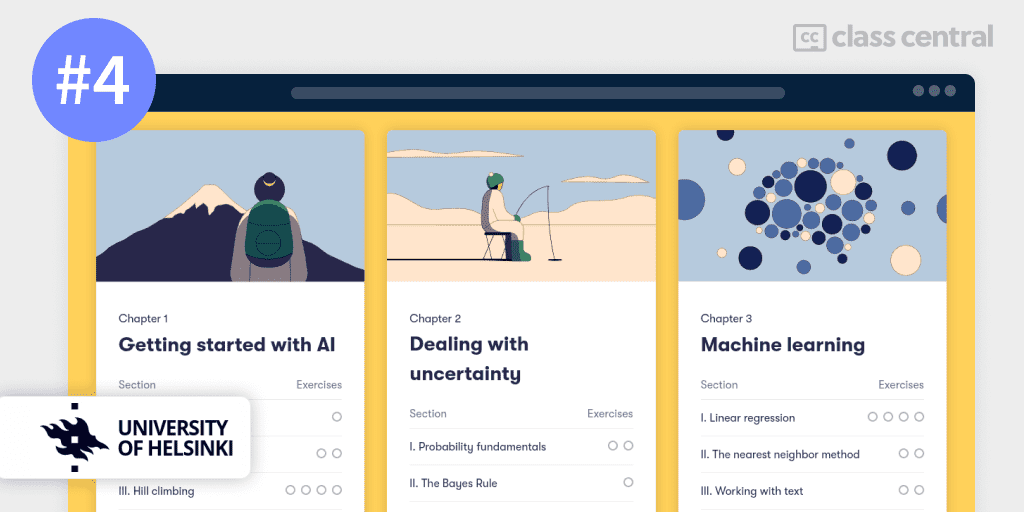 #4
cc class central
Chapter 1
Getting started with AI
Section Exercises
III. Hill climbing
Chapter 2
Dealing with
uncertainty
Section Exercises
I. Probability fundamentals
II. The Bayes Rule
Chapter 3
Machine learning
Section Exercises
I. Linear regression
II. The nearest neighbor method
III. Working with text
UNIVERSITY
OF HELSINKI